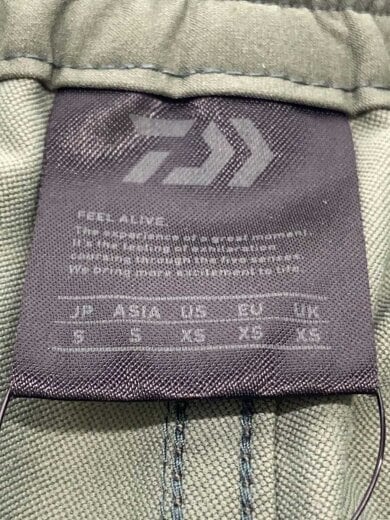 FEEL ALIVE.
The experience of a great moment.
It's the feeling of exhilaration
coursing through the five senses.
We bring more excitement to life.
JP ASIA US EU UK
S S XS XS XS